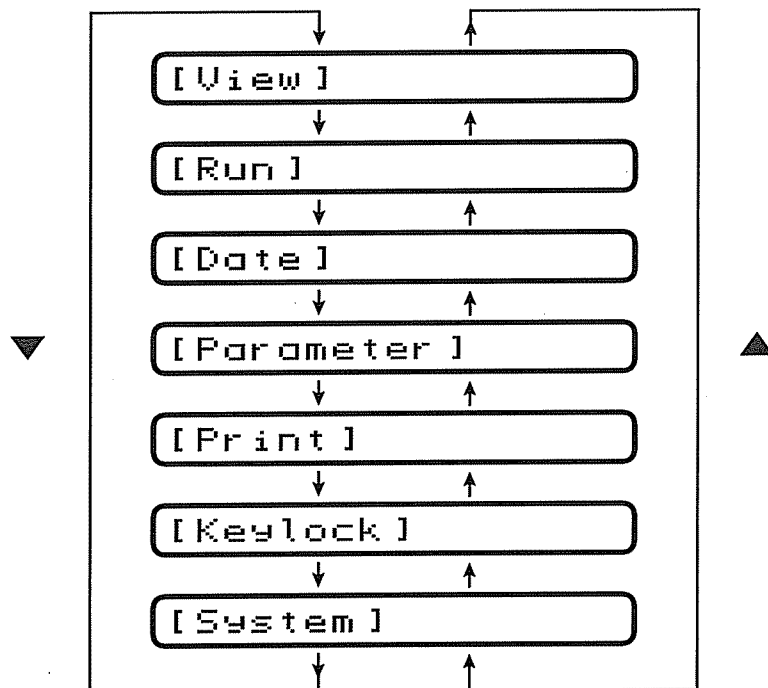 [View]
[Run]
[Date]
[Parameter]
[Print]
[Keylock]
[System]